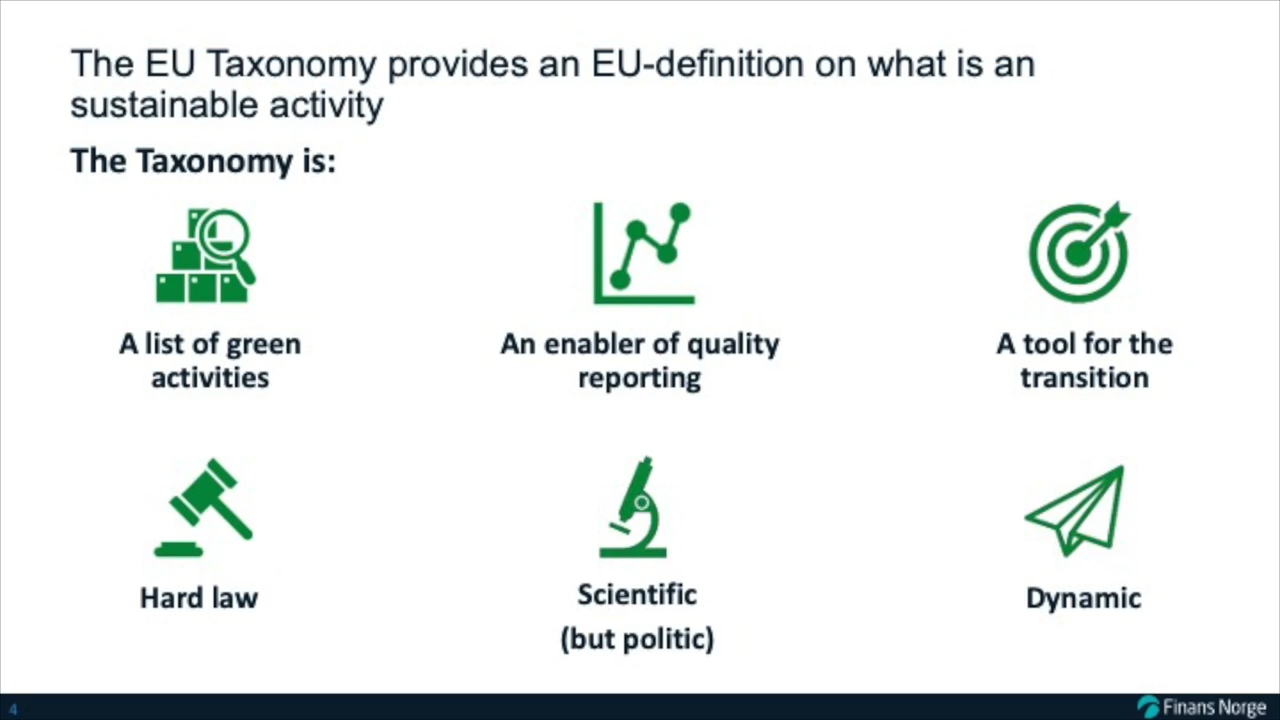 The EU Taxonomy provides an EU-definition on what is an
sustainable activity
The Taxonomy is:
A list of green
activities
An enabler of quality
reporting
A tool for the
transition
Hard law
Scientific
(but politic)
Dynamic
4
Finans Norge